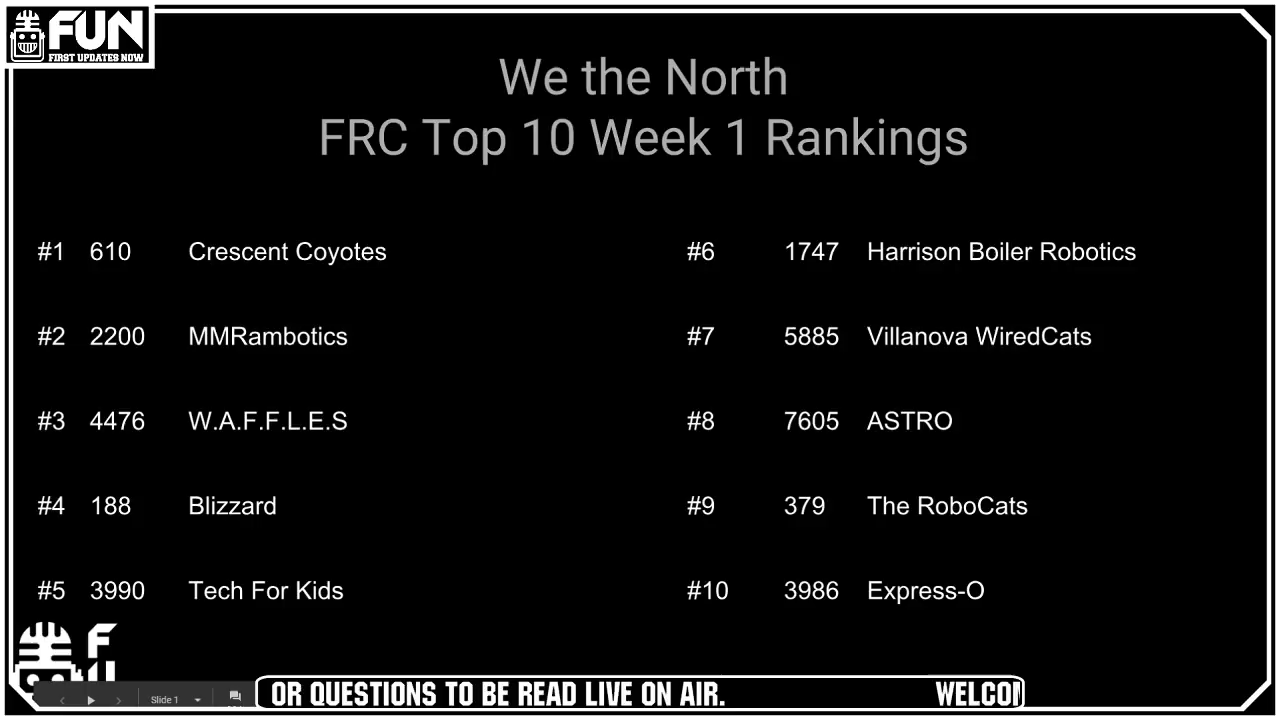 FUN
FIRST UPDATES NOW
We the North
FRC Top 10 Week 1 Rankings
#1 610 Crescent Coyotes
#2 2200 MMRambotics
#3 4476 W.A.F.F.L.E.S
#4 188 Blizzard
#5 3990 Tech For Kids
#6 1747 Harrison Boiler Robotics
#7 5885 Villanova WiredCats
#8 7605 ASTRO
#9 379 The RoboCats
#10 3986 Express-O
F
Slide 1
OR QUESTIONS TO BE READ LIVE ON AIR. WELCOM